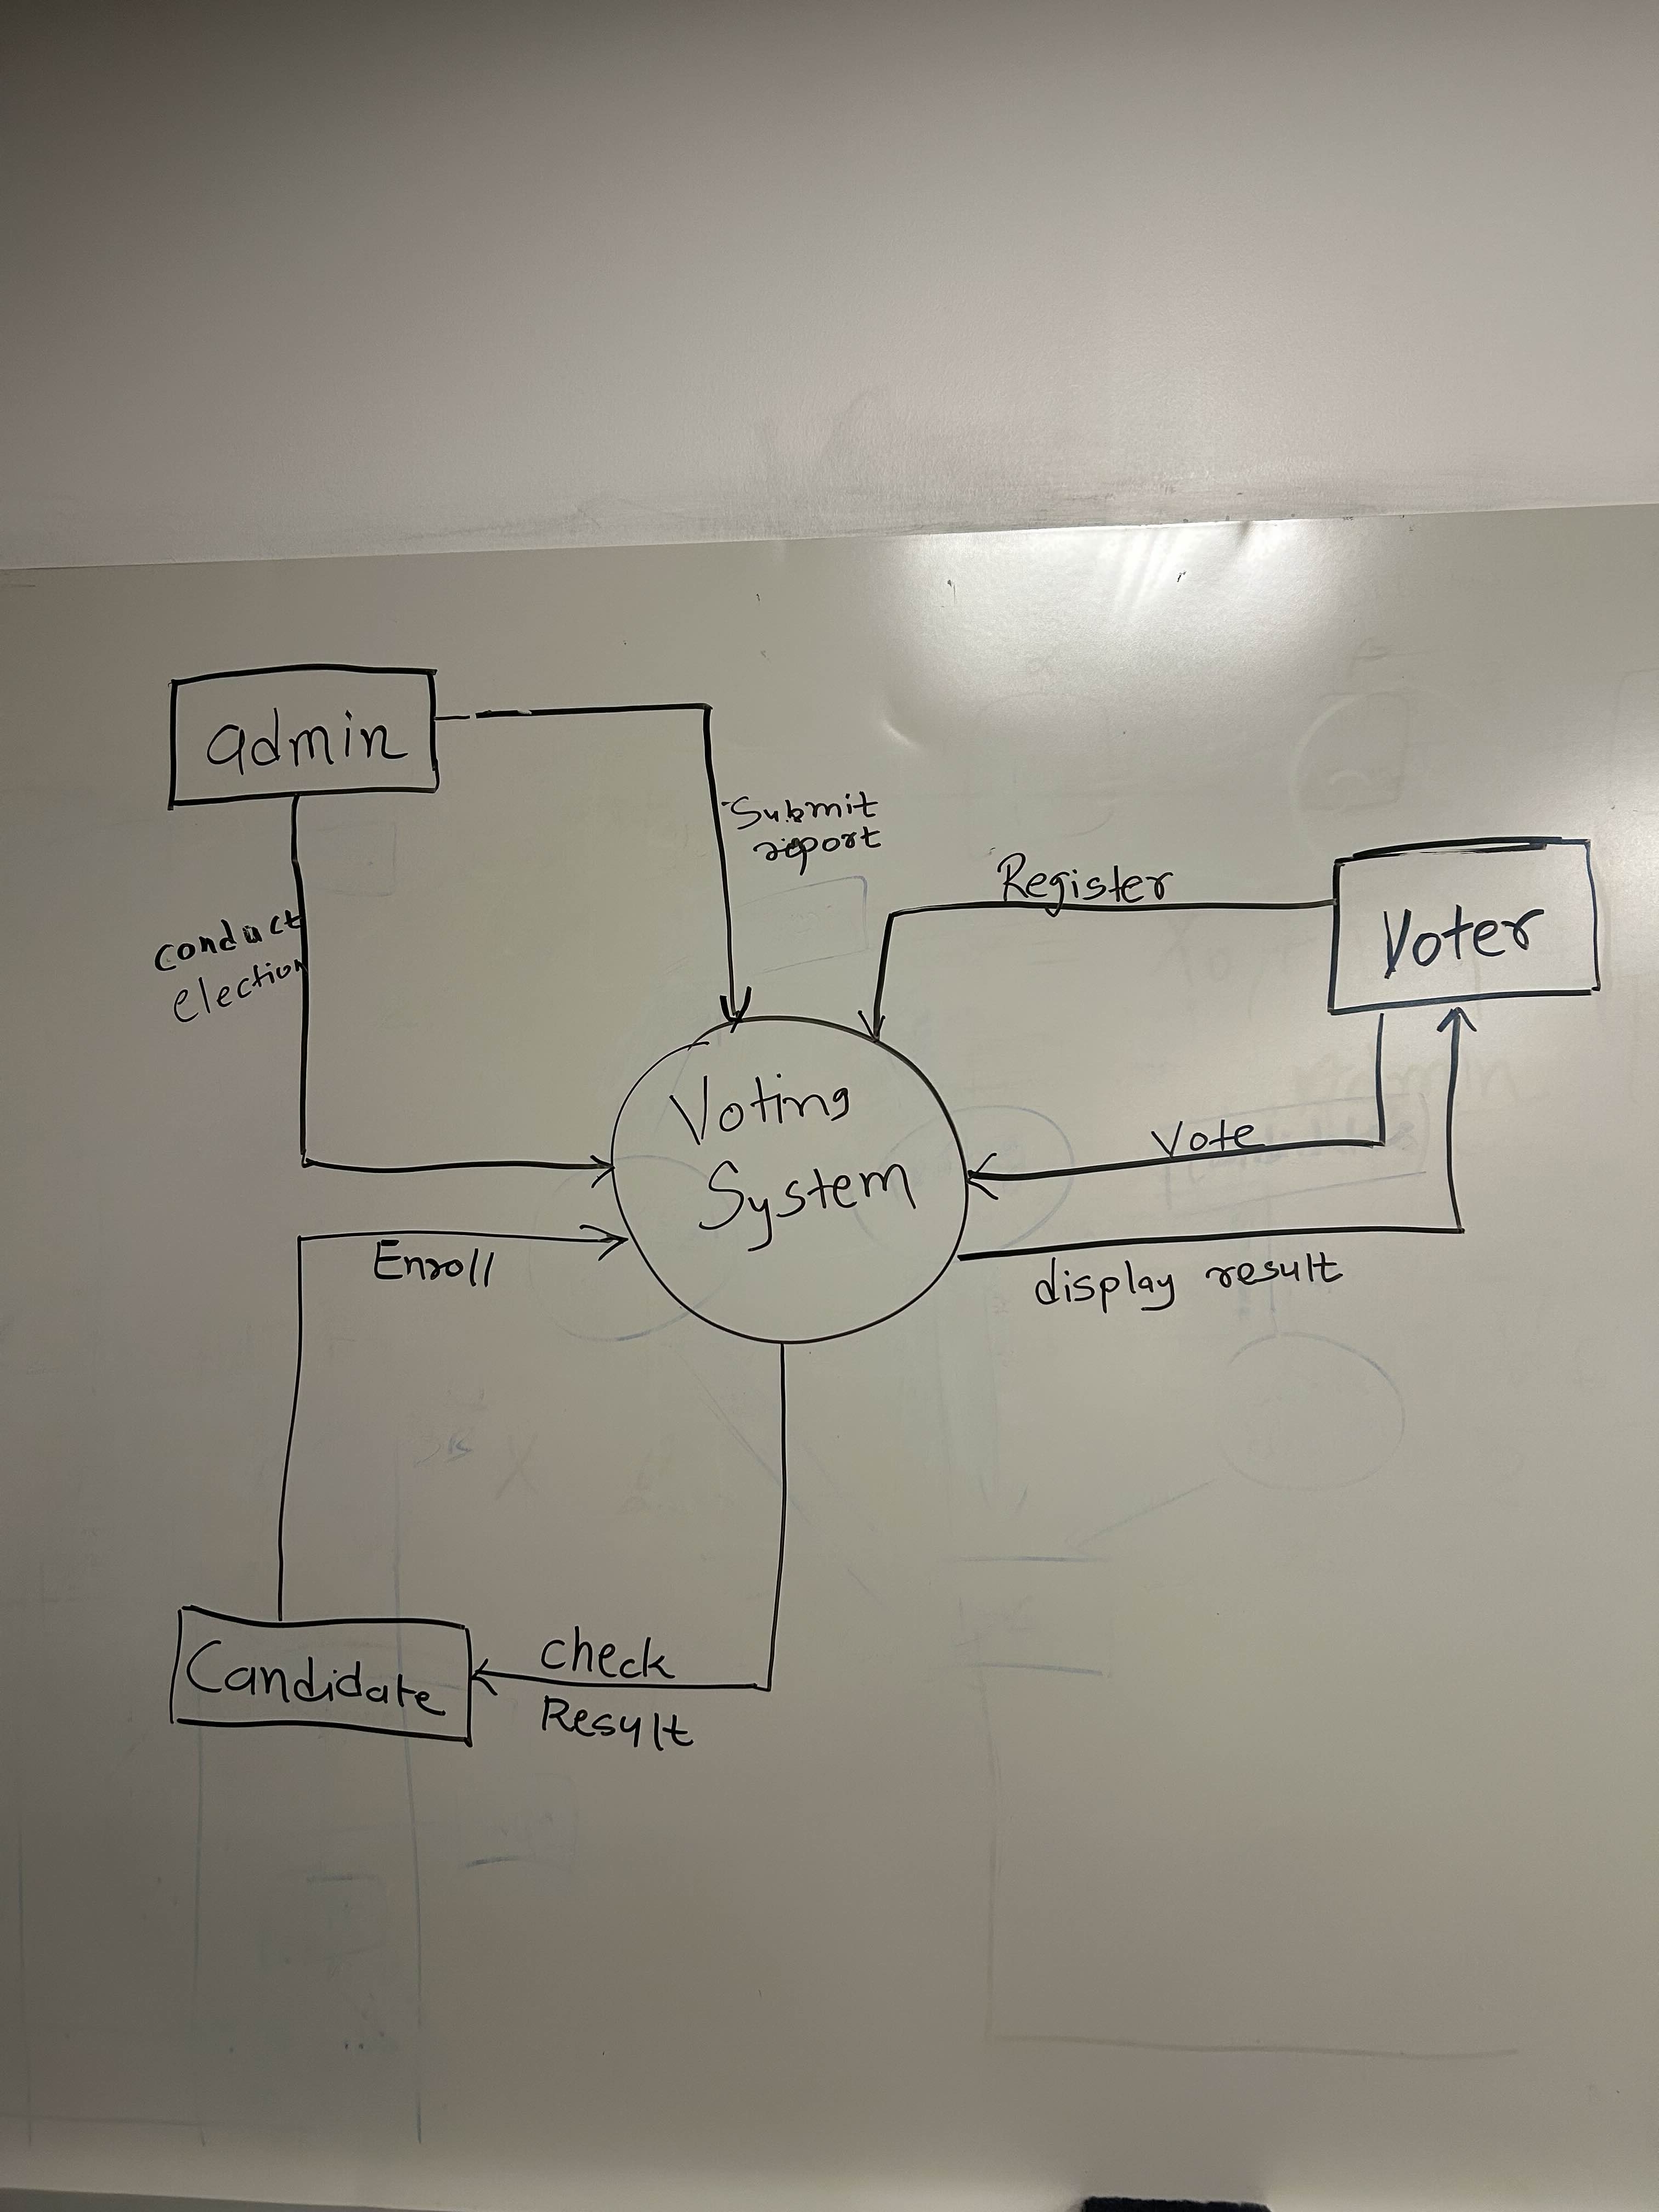 admin
Submit
report
Register
Voter
conduct
election
Voting
System
Vote
Enroll
display result
Candidate
check
Result